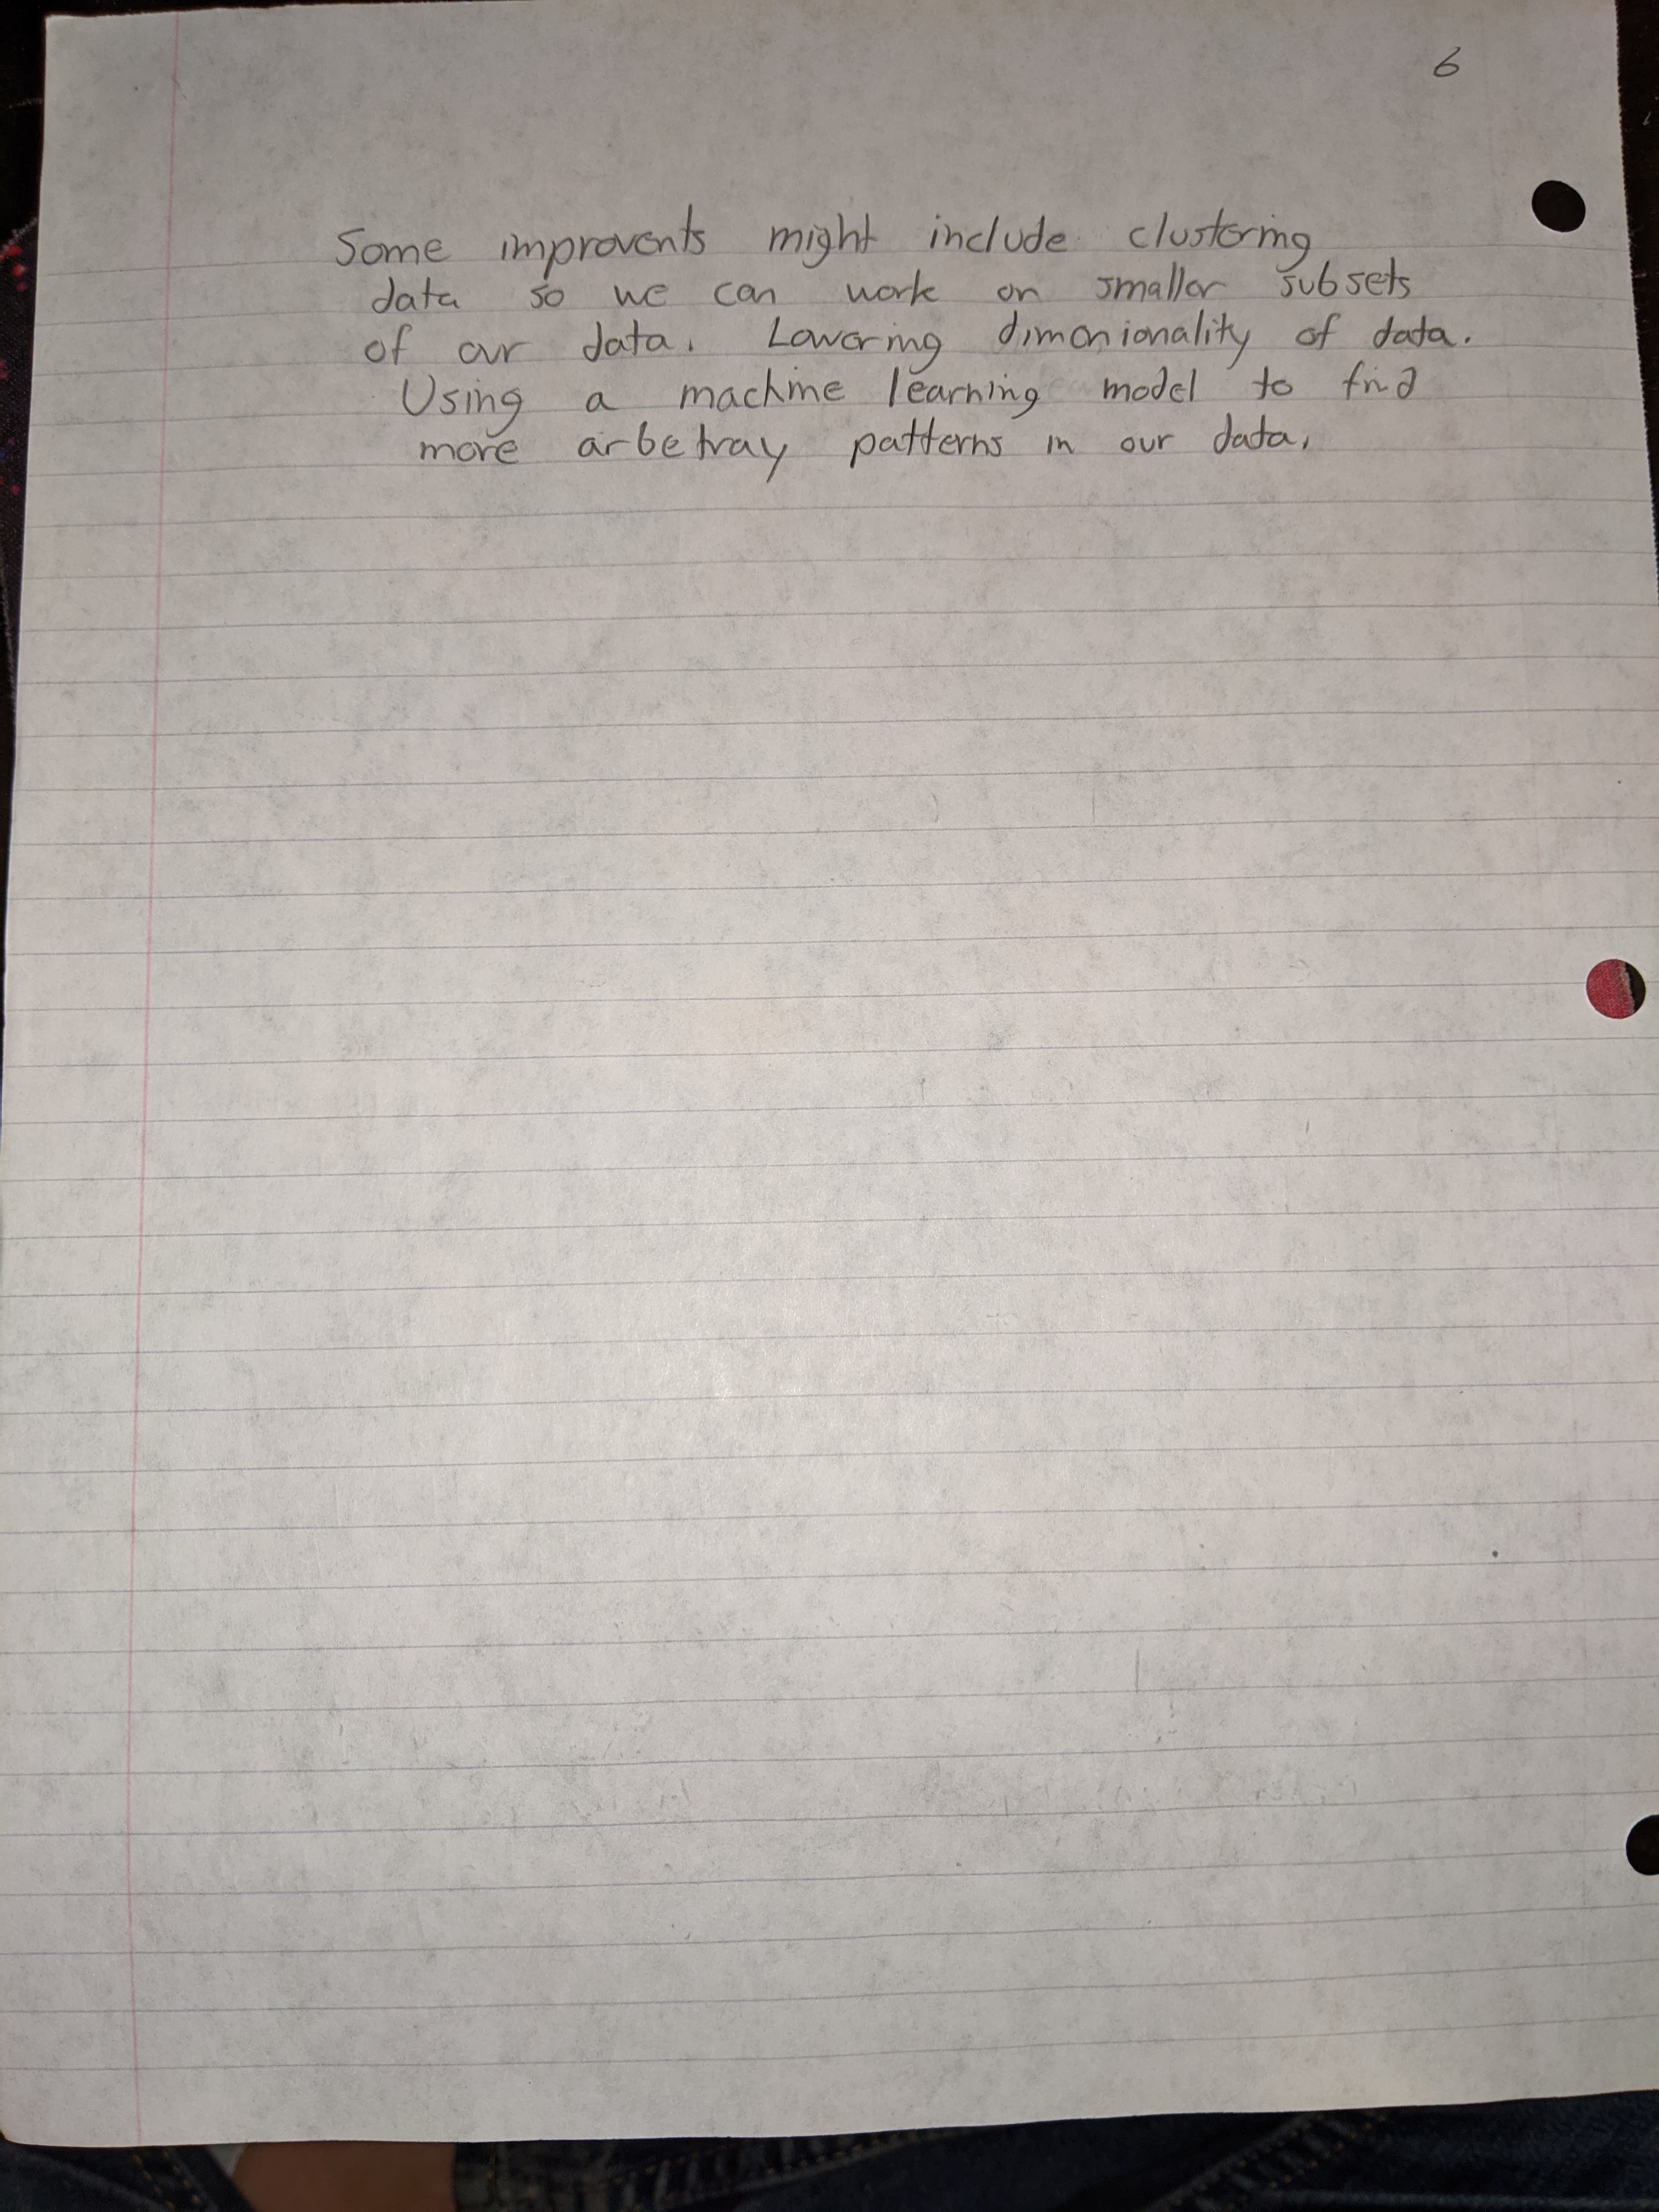 6
Some improvents might include clustering
data so we can work on smaller subsets
of our data. Lowering dimenionality of data.
Using a machine learning model to find
more arbetray patterns in our data.